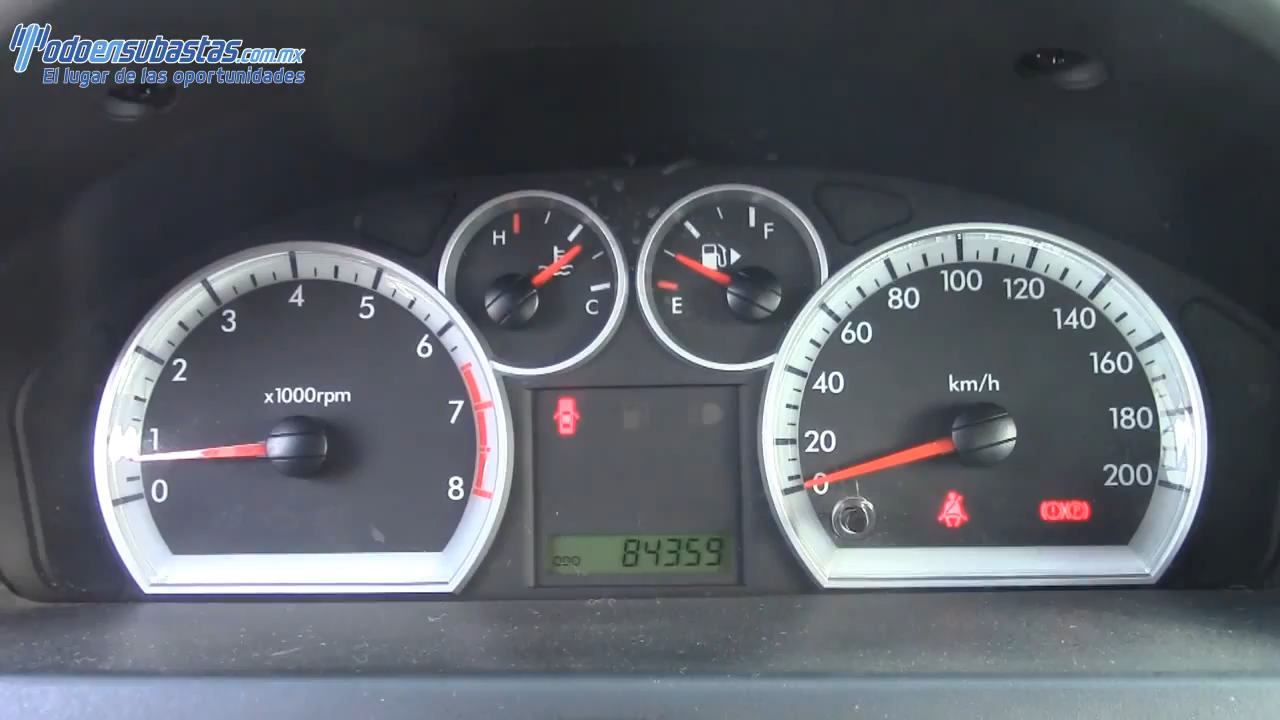 Todoensubastas.com.mx
El lugar de las oportunidades
H
C
F
E
0
1
2
3
4
5
6
7
8
x1000rpm
0
20
40
60
80
100
120
140
160
180
200
km/h
ODO 84359
(!)(P)